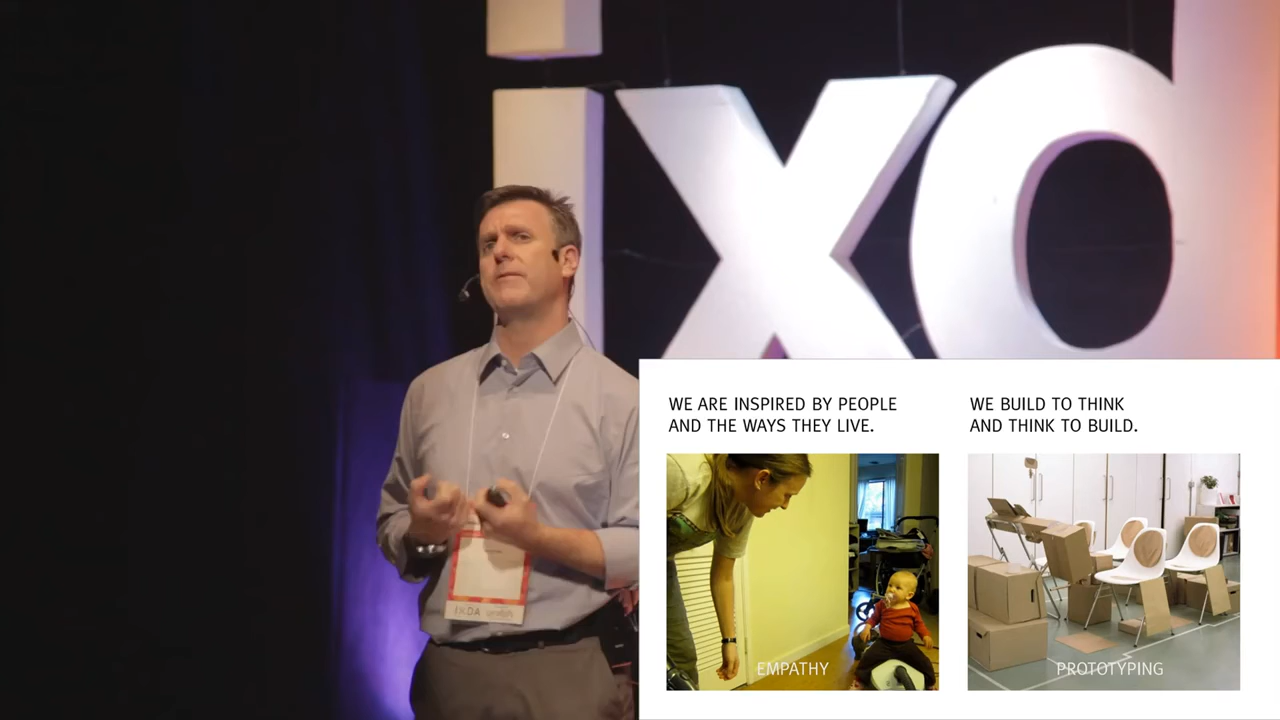 ixd
IxDA
WE ARE INSPIRED BY PEOPLE
AND THE WAYS THEY LIVE.
WE BUILD TO THINK
AND THINK TO BUILD.
EMPATHY
PROTOTYPING